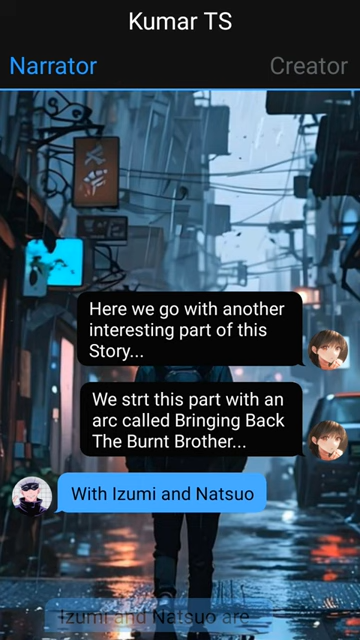 Kumar TS
Narrator
Creator
Here we go with another
interesting part of this
Story...
We strt this part with an
arc called Bringing Back
The Burnt Brother...
With Izumi and Natsuo
Izumi and Natsuo are